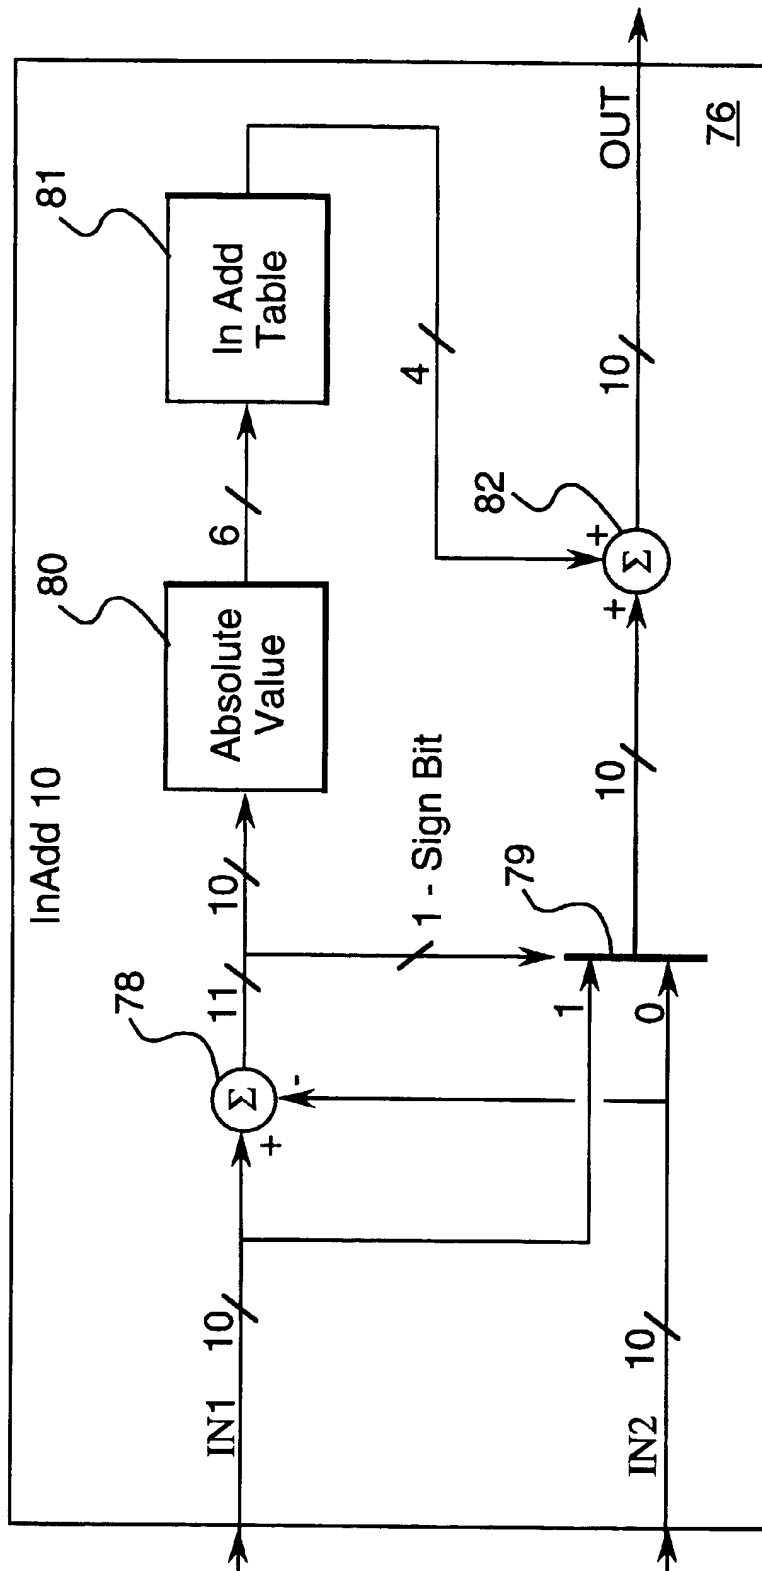 InAdd 10
80
81
78
IN1
10
+
Σ
-
11
10
Absolute
Value
6
In Add
Table
1 - Sign Bit
4
79
82
1
0
IN2
10
10
+
+
Σ
10
OUT
76